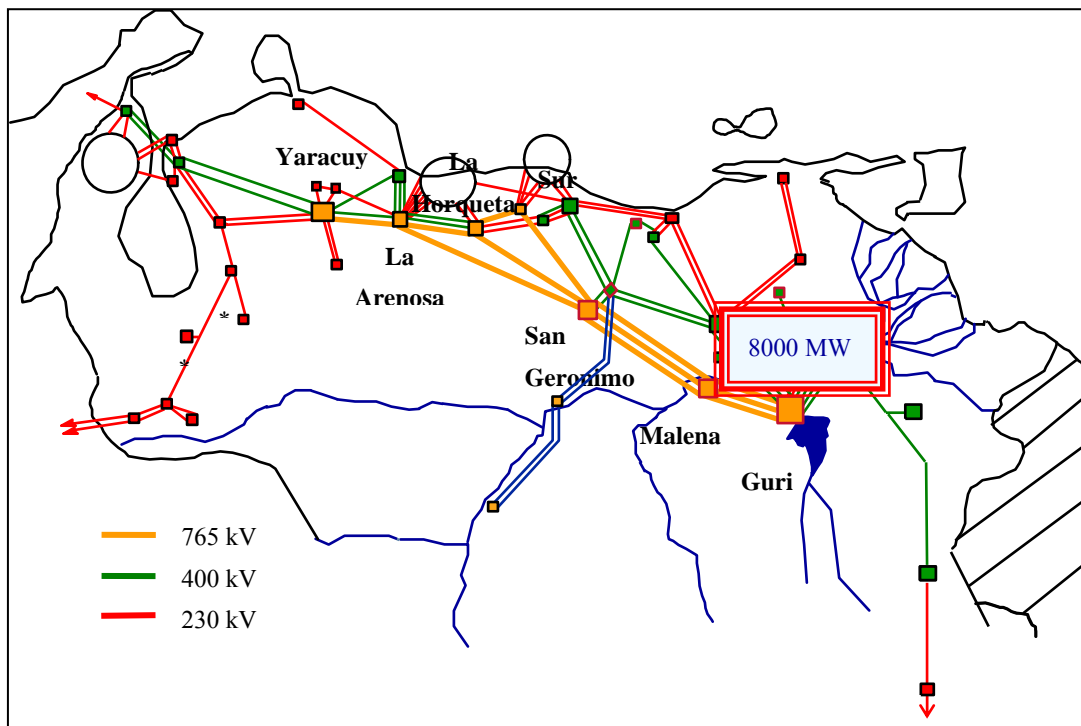 Yaracuy
La
Sur
Horqueta
La
Arenosa
*
San
8000 MW
*
Geronimo
Malena
Guri
765 kV
400 kV
230 kV